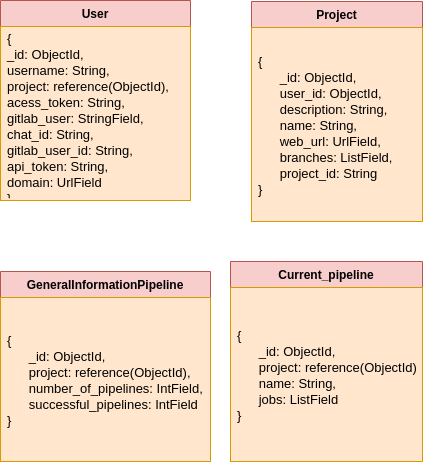 User
{
_id: ObjectId,
username: String,
project: reference(ObjectId),
acess_token: String,
gitlab_user: StringField,
chat_id: String,
gitlab_user_id: String,
api_token: String,
domain: UrlField
}
Project
{
_id: ObjectId,
user_id: ObjectId,
description: String,
name: String,
web_url: UrlField,
branches: ListField,
project_id: String
}
GeneralInformationPipeline
{
_id: ObjectId,
project: reference(ObjectId),
number_of_pipelines: IntField,
successful_pipelines: IntField
}
Current_pipeline
{
_id: ObjectId,
project: reference(ObjectId)
name: String,
jobs: ListField
}